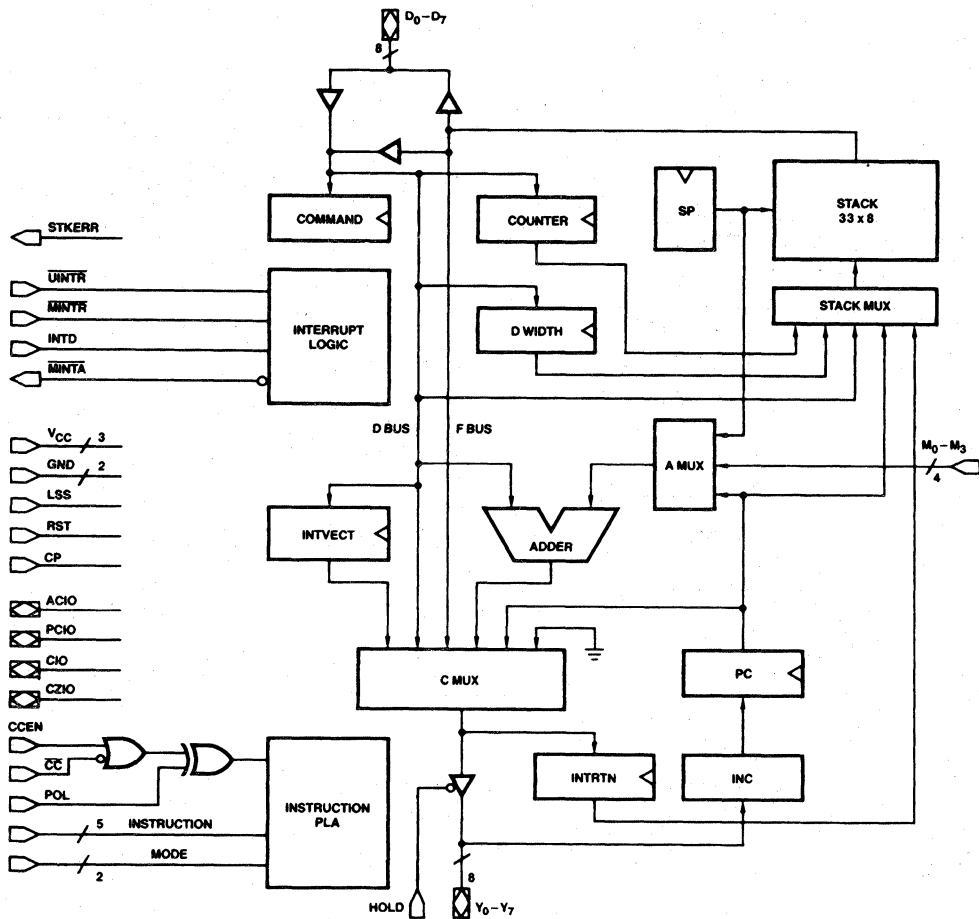 D₀–D₇
8
COMMAND
COUNTER
SP
STACK
33 x 8
STKERR
UINTR
MINTR
INTD
MINTA
INTERRUPT
LOGIC
D WIDTH
STACK MUX
D BUS
F BUS
A MUX
M₀–M₃
4
VCC
3
GND
2
LSS
RST
CP
INTVECT
ADDER
ACIO
PCIO
CIO
CZIO
C MUX
PC
CCEN
CC
POL
INSTRUCTION
5
MODE
2
INSTRUCTION
PLA
INTRTN
INC
8
HOLD
Y₀–Y₇